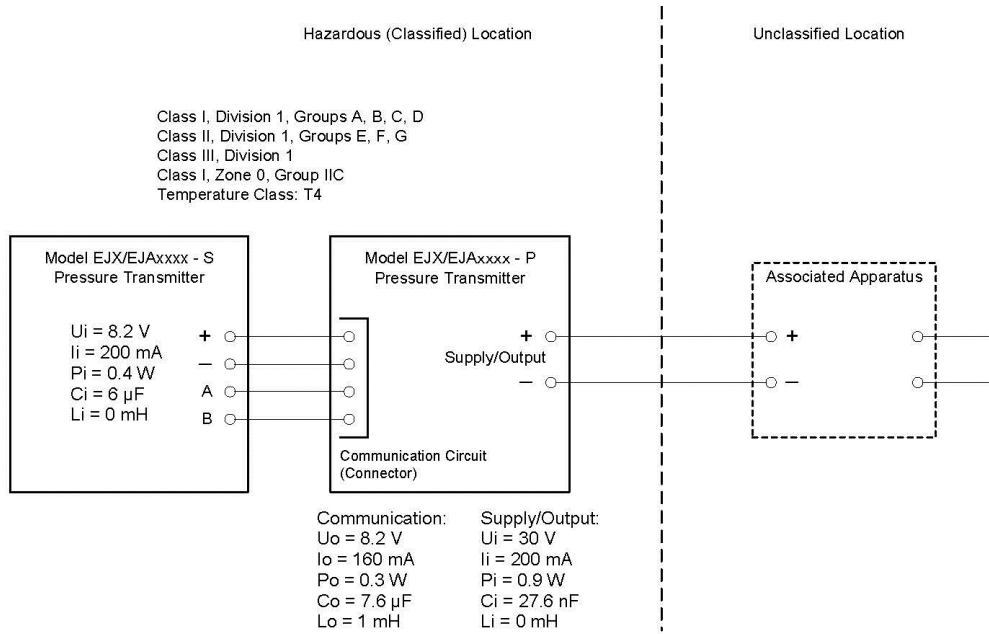 Hazardous (Classified) Location
Unclassified Location
Class I, Division 1, Groups A, B, C, D
Class II, Division 1, Groups E, F, G
Class III, Division 1
Class I, Zone 0, Group IIC
Temperature Class: T4
Model EJX/EJAxxxx - S
Pressure Transmitter
Ui = 8.2 V
Ii = 200 mA
Pi = 0.4 W
Ci = 6 µF
Li = 0 mH
+
–
A
B
Model EJX/EJAxxxx - P
Pressure Transmitter
+
Supply/Output
–
Communication Circuit
(Connector)
Associated Apparatus
+
–
Communication:
Uo = 8.2 V
Io = 160 mA
Po = 0.3 W
Co = 7.6 µF
Lo = 1 mH
Supply/Output:
Ui = 30 V
Ii = 200 mA
Pi = 0.9 W
Ci = 27.6 nF
Li = 0 mH